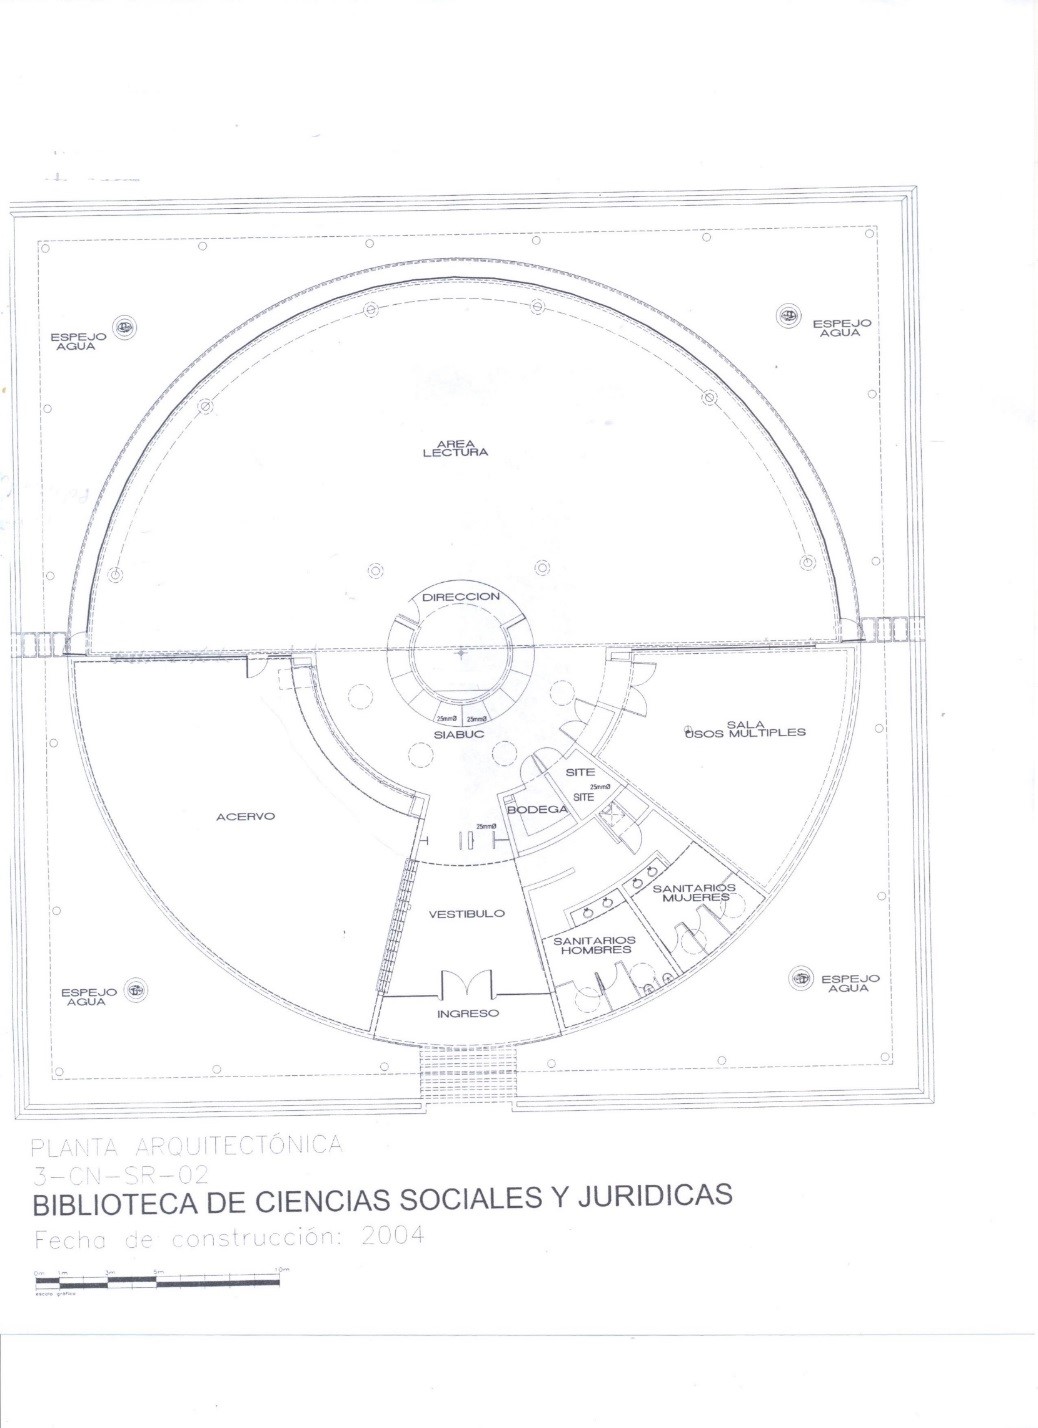 ESPEJO
AGUA
ESPEJO
AGUA
AREA
LECTURA
DIRECCION
25mmØ 25mmØ
SIABUC
SALA
USOS MULTIPLES
SITE
25mmØ
SITE
BODEGA
ACERVO
25mmØ
SANITARIOS
MUJERES
VESTIBULO
SANITARIOS
HOMBRES
ESPEJO
AGUA
ESPEJO
AGUA
INGRESO
PLANTA ARQUITECTÓNICA
3-CN-SR-02
BIBLIOTECA DE CIENCIAS SOCIALES Y JURIDICAS
Fecha de construcción: 2004
0m 1m 3m 5m 10m
escala gráfica